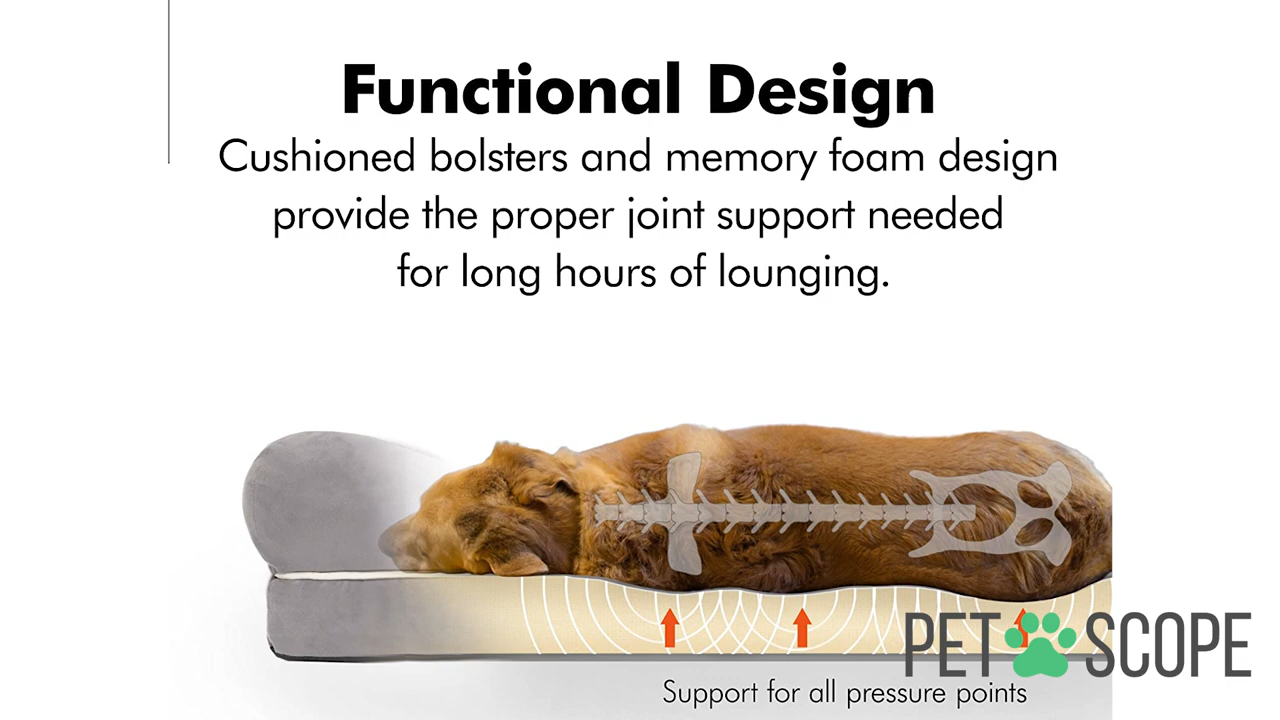 Functional Design
Cushioned bolsters and memory foam design
provide the proper joint support needed
for long hours of lounging.
PET SCOPE
Support for all pressure points